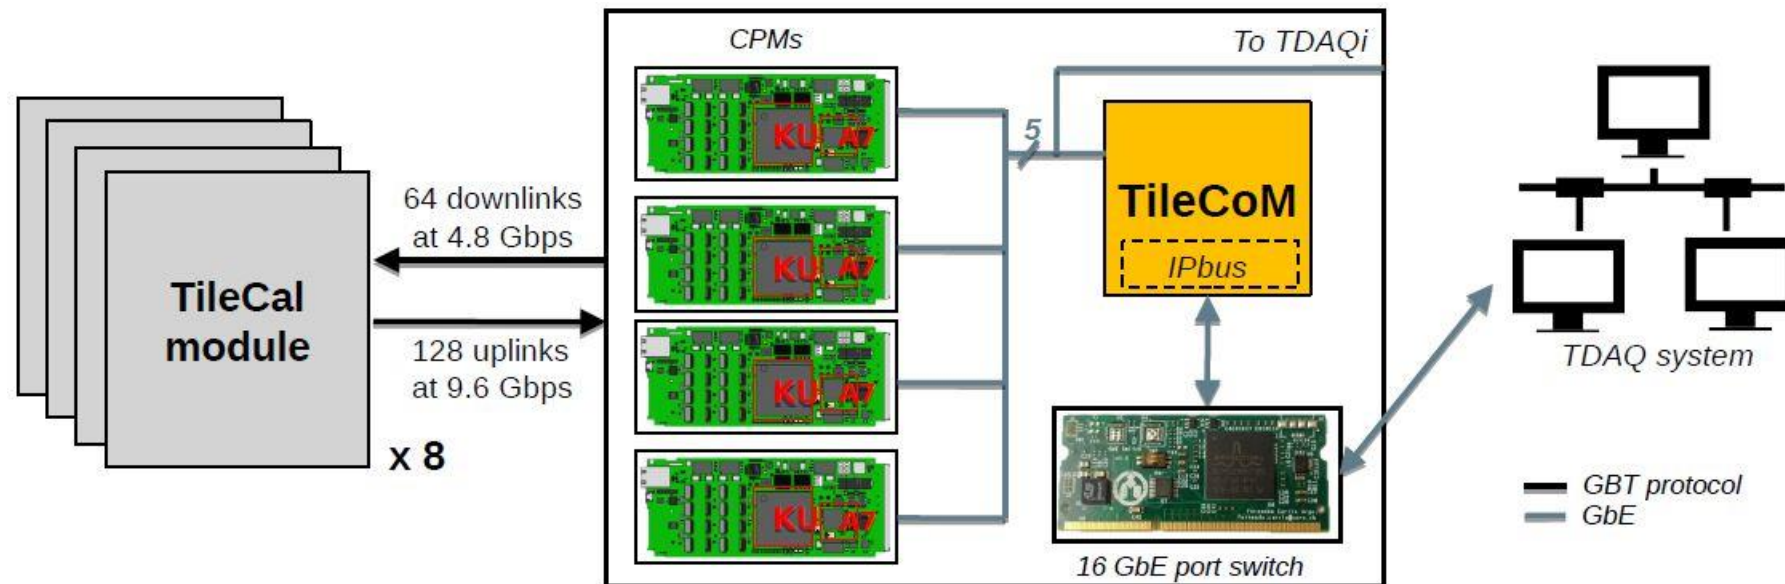 CPMs
To TDAQi
KU A7
5
64 downlinks
at 4.8 Gbps
TileCoM
KU A7
IPbus
TileCal
module
128 uplinks
at 9.6 Gbps
TDAQ system
KU A7
x 8
KU A7
GBT protocol
GbE
16 GbE port switch